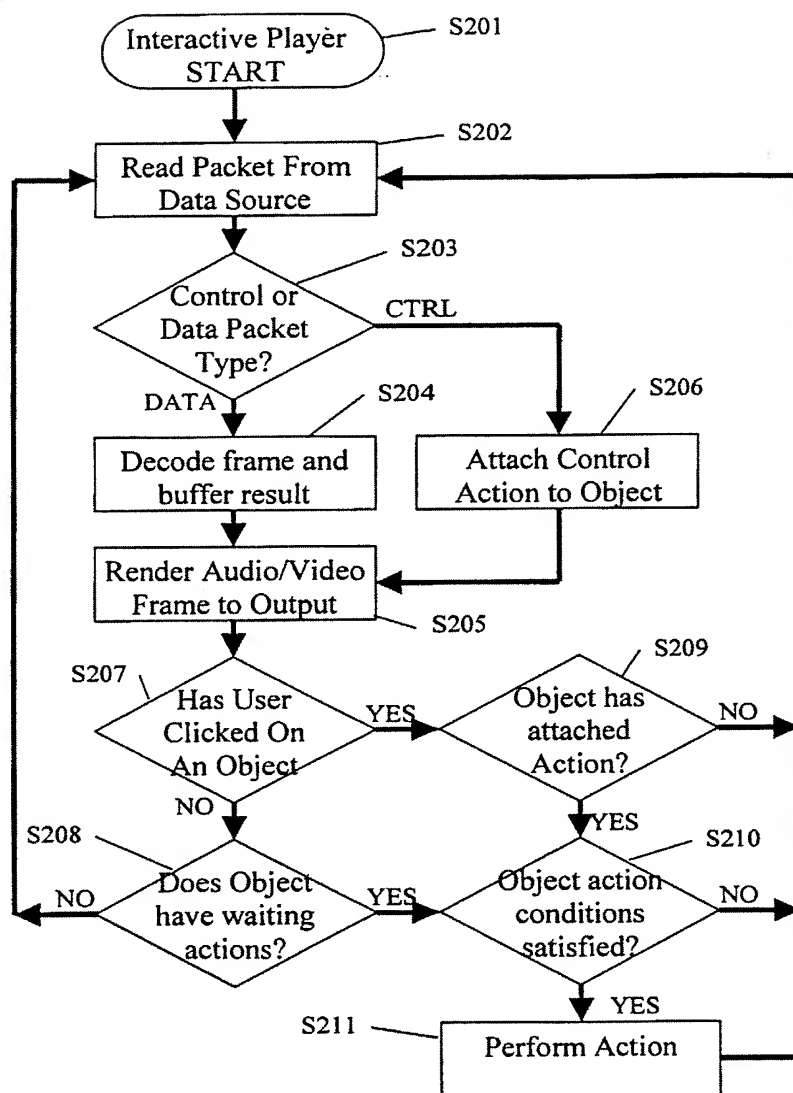 Interactive Player
START
S201
S202
Read Packet From
Data Source
S203
Control or
Data Packet
Type?
CTRL
DATA
S204
S206
Decode frame and
buffer result
Attach Control
Action to Object
Render Audio/Video
Frame to Output
S205
S207
S209
Has User
Clicked On
An Object
YES
Object has
attached
Action?
NO
NO
YES
S208
S210
NO
Does Object
have waiting
actions?
YES
Object action
conditions
satisfied?
NO
YES
S211
Perform Action